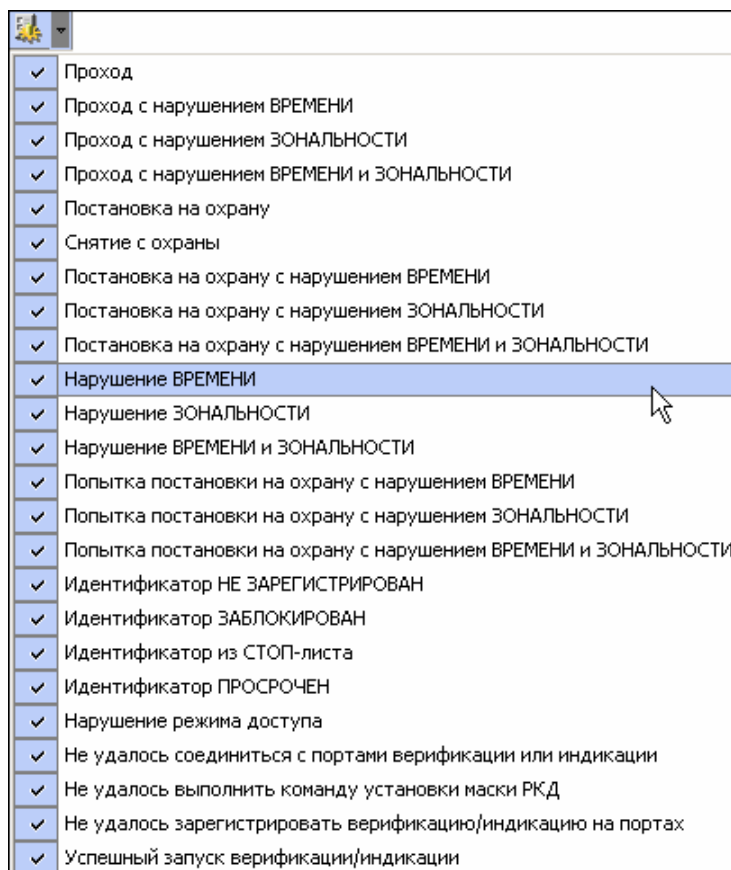 Проход
Проход с нарушением ВРЕМЕНИ
Проход с нарушением ЗОНАЛЬНОСТИ
Проход с нарушением ВРЕМЕНИ и ЗОНАЛЬНОСТИ
Постановка на охрану
Снятие с охраны
Постановка на охрану с нарушением ВРЕМЕНИ
Постановка на охрану с нарушением ЗОНАЛЬНОСТИ
Постановка на охрану с нарушением ВРЕМЕНИ и ЗОНАЛЬНОСТИ
Нарушение ВРЕМЕНИ
Нарушение ЗОНАЛЬНОСТИ
Нарушение ВРЕМЕНИ и ЗОНАЛЬНОСТИ
Попытка постановки на охрану с нарушением ВРЕМЕНИ
Попытка постановки на охрану с нарушением ЗОНАЛЬНОСТИ
Попытка постановки на охрану с нарушением ВРЕМЕНИ и ЗОНАЛЬНОСТИ
Идентификатор НЕ ЗАРЕГИСТРИРОВАН
Идентификатор ЗАБЛОКИРОВАН
Идентификатор из СТОП-листа
Идентификатор ПРОСРОЧЕН
Нарушение режима доступа
Не удалось соединиться с портами верификации или индикации
Не удалось выполнить команду установки маски РКД
Не удалось зарегистрировать верификацию/индикацию на портах
Успешный запуск верификации/индикации